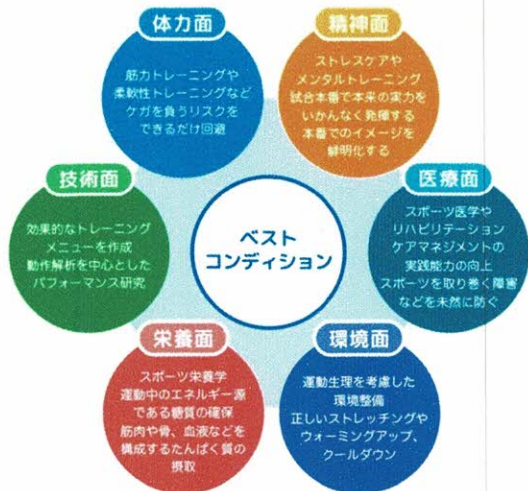 体力面
筋力トレーニングや
柔軟性トレーニングなど
ケガを負うリスクを
できるだけ回避
精神面
ストレスケアや
メンタルトレーニング
試合本番で本来の実力を
いかんなく発揮する
本番でのイメージを
鮮明化する
技術面
効果的なトレーニング
メニューを作成
動作解析を中心とした
パフォーマンス研究
ベスト
コンディション
医療面
スポーツ医学や
リハビリテーション
ケアマネジメントの
実践能力の向上
スポーツを取り巻く障害
などを未然に防ぐ
栄養面
スポーツ栄養学
運動中のエネルギー源
である糖質の確保
筋肉や骨、血液などを
構成するたんぱく質の
摂取
環境面
運動生理を考慮した
環境整備
正しいストレッチングや
ウォーミングアップ、
クールダウン